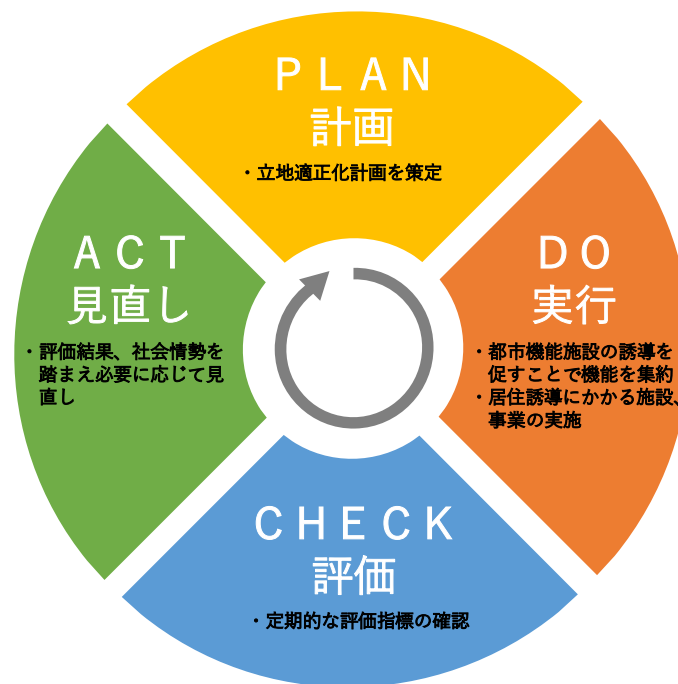 ＰＬＡＮ
計画
・立地適正化計画を策定
ＤＯ
実行
・都市機能施設の誘導を
促すことで機能を集約
・居住誘導にかかる施設、
事業の実施
ＣＨＥＣＫ
評価
・定期的な評価指標の確認
ＡＣＴ
見直し
・評価結果、社会情勢を
踏まえ必要に応じて見
直し